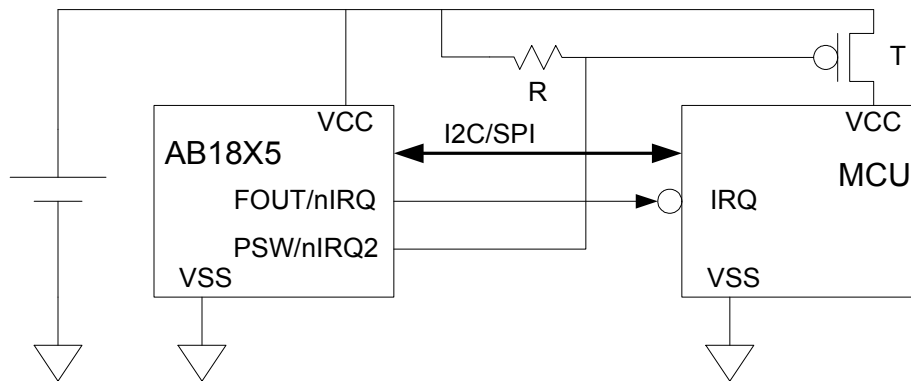 T
R
VCC
VCC
I2C/SPI
AB18X5
MCU
FOUT/nIRQ
IRQ
PSW/nIRQ2
VSS
VSS